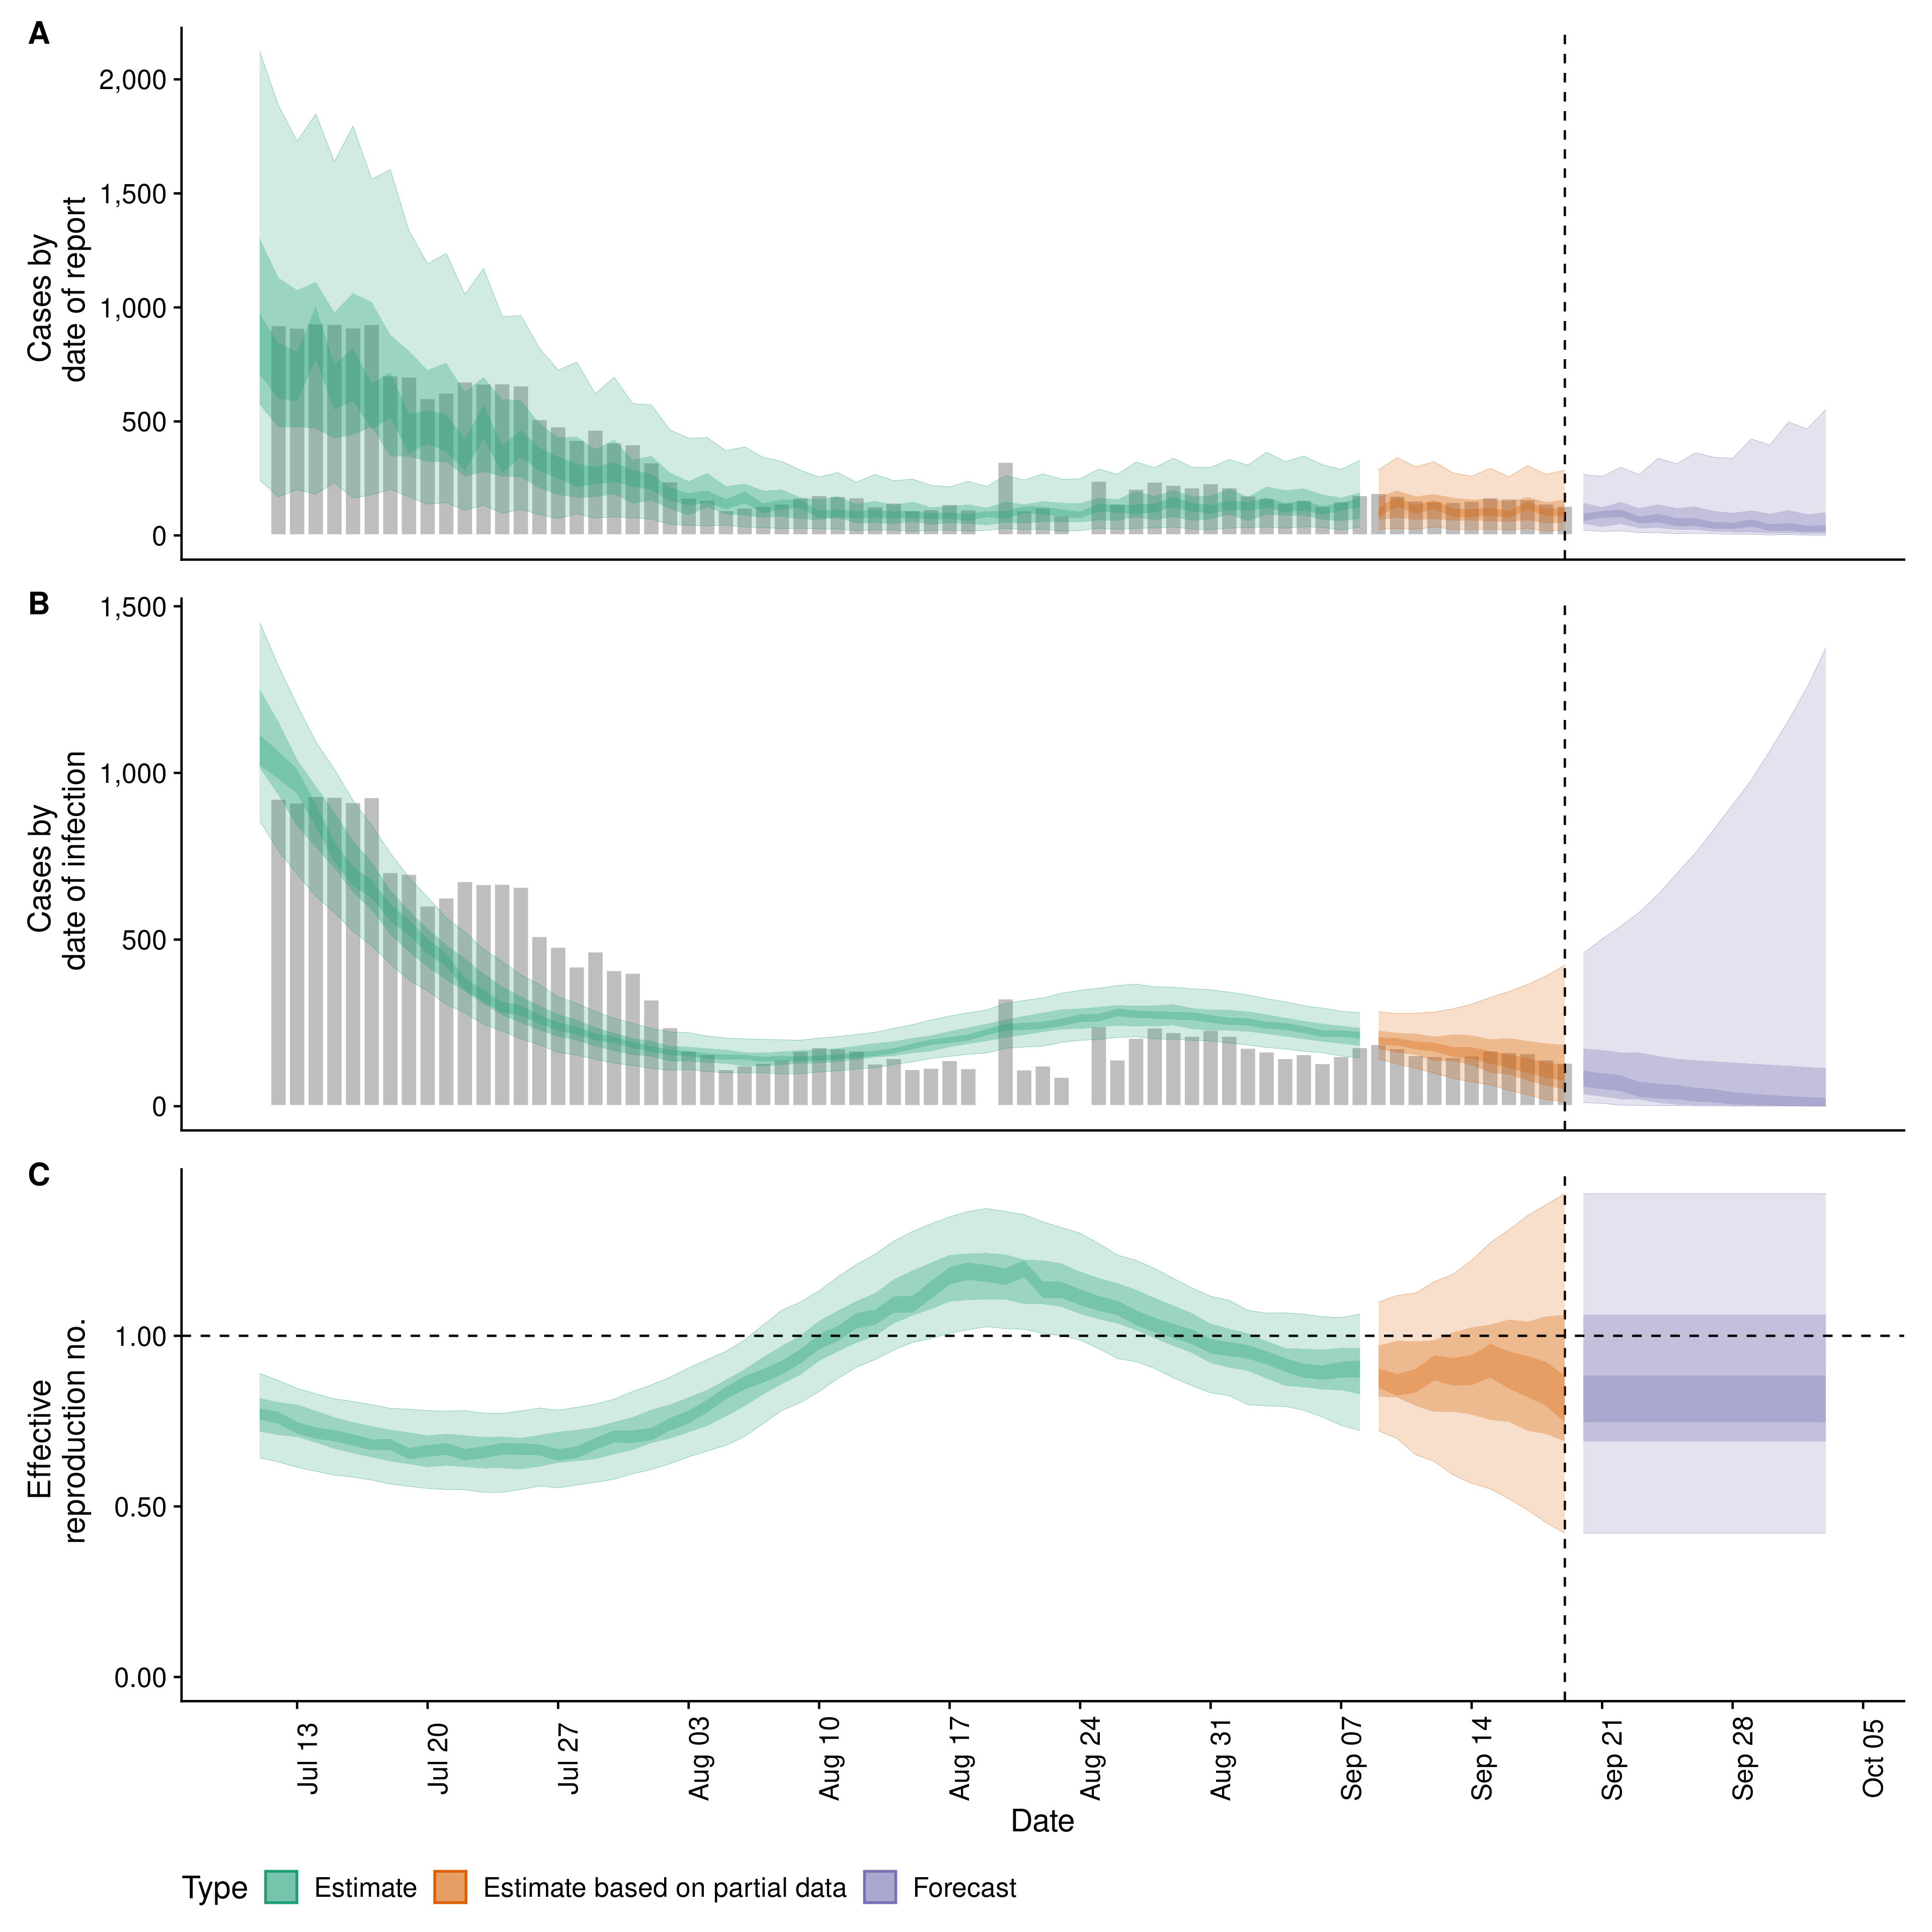 A
Cases by
date of report
2,000
1,500
1,000
500
0
B
Cases by
date of infection
1,500
1,000
500
0
C
Effective
reproduction no.
1.00
0.50
0.00
Jul 13
Jul 20
Jul 27
Aug 03
Aug 10
Aug 17
Aug 24
Aug 31
Sep 07
Sep 14
Sep 21
Sep 28
Oct 05
Date
Type Estimate Estimate based on partial data Forecast